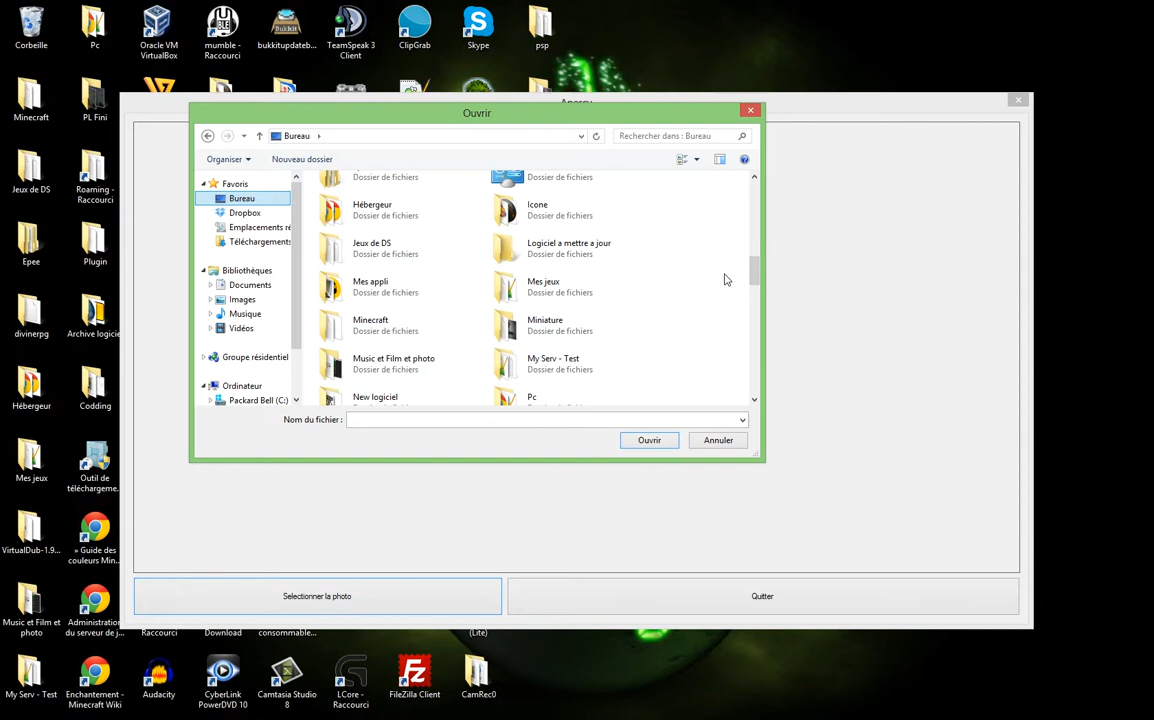 Corbeille
Pc
Oracle VM
VirtualBox
mumble -
Raccourci
bukkitupdateb...
TeamSpeak 3
Client
ClipGrab
Skype
psp
Minecraft
PL Fini
Jeux de DS
Roaming -
Raccourci
Epee
Plugin
divinerpg
Archive logicie
Hébergeur
Codding
Mes jeux
Outil de
téléchargeme...
VirtualDub-1.9...
» Guide des
couleurs Min...
Music et Film et
photo
Administration
du serveur de j...
Raccourci
Download
consommable...
(Lite)
My Serv - Test
Enchantement -
Minecraft Wiki
Audacity
CyberLink
PowerDVD 10
Camtasia Studio
8
LCore -
Raccourci
FileZilla Client
CamRec0
Ouvrir
Bureau
Rechercher dans : Bureau
Organiser
Nouveau dossier
Favoris
Bureau
Dropbox
Emplacements ré
Téléchargements
Bibliothèques
Documents
Images
Musique
Vidéos
Groupe résidentiel
Ordinateur
Packard Bell (C:)
Dossier de fichiers
Dossier de fichiers
Hébergeur
Dossier de fichiers
Icone
Dossier de fichiers
Jeux de DS
Dossier de fichiers
Logiciel a mettre a jour
Dossier de fichiers
Mes appli
Dossier de fichiers
Mes jeux
Dossier de fichiers
Minecraft
Dossier de fichiers
Miniature
Dossier de fichiers
Music et Film et photo
Dossier de fichiers
My Serv - Test
Dossier de fichiers
New logiciel
Pc
Nom du fichier :
Ouvrir
Annuler
Selectionner la photo
Quitter